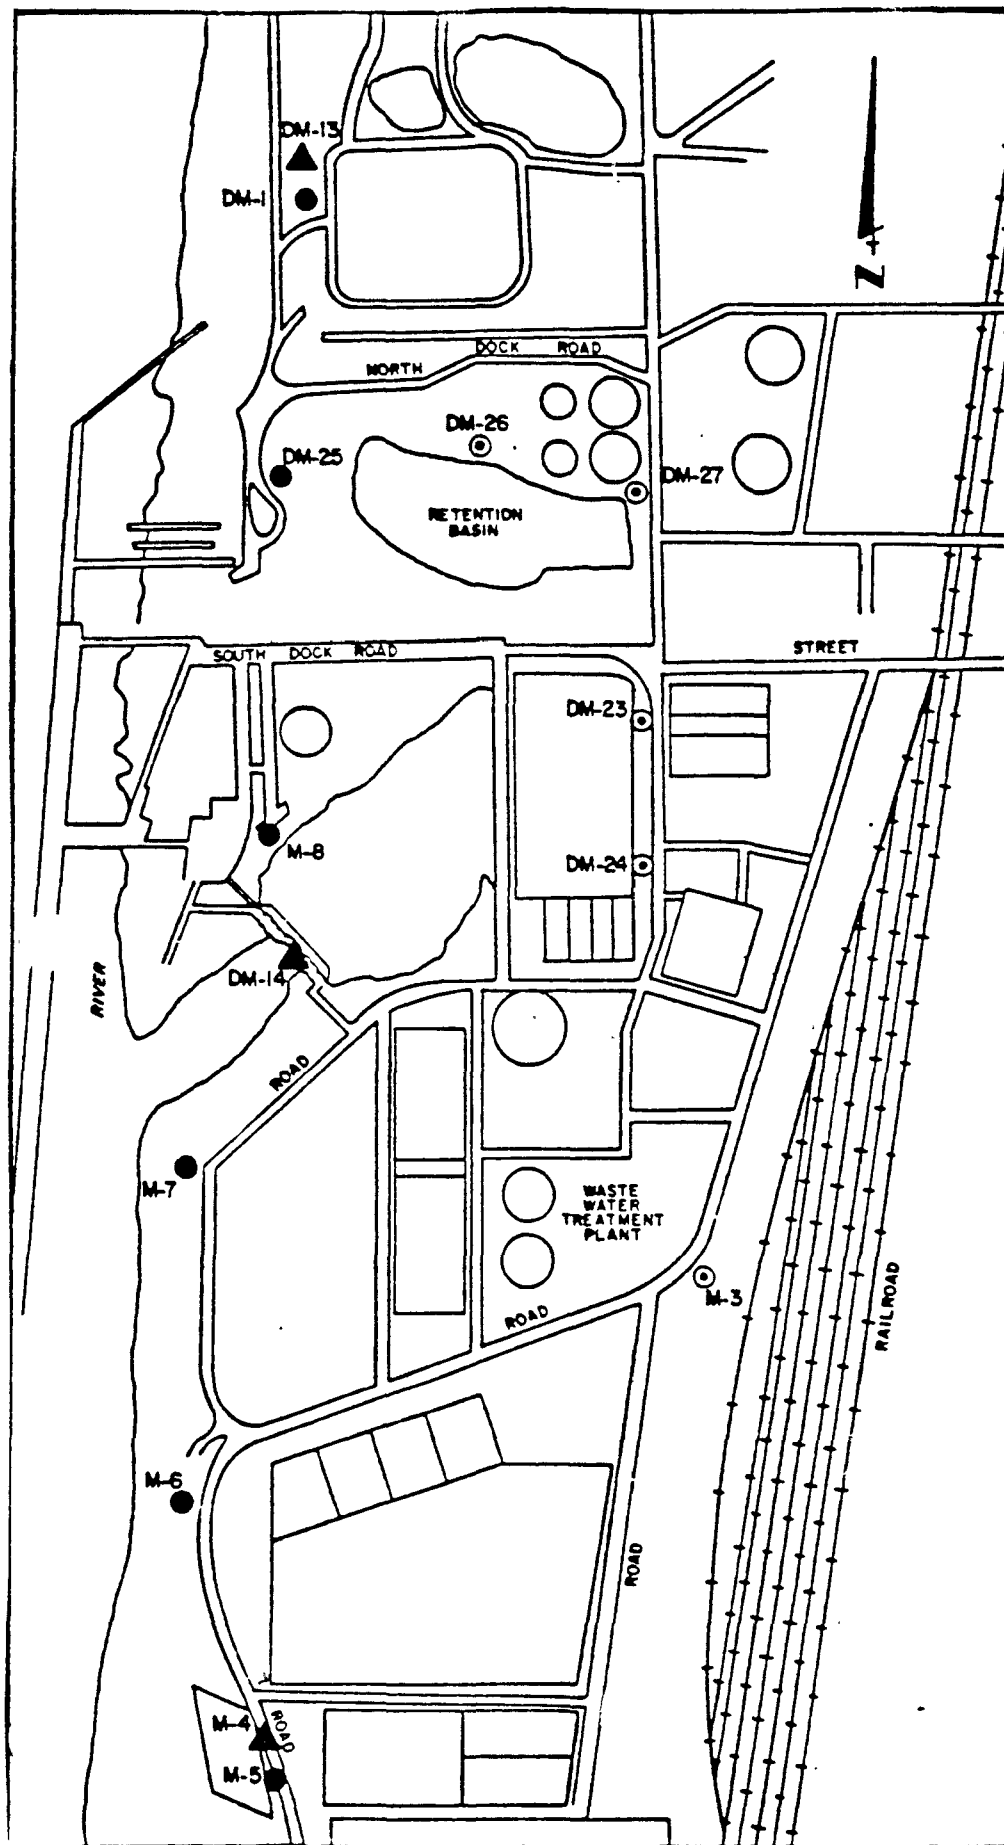 DM-13
DM-1
N
DOCK ROAD
NORTH
DM-26
DM-25
DM-27
RETENTION
BASIN
STREET
SOUTH DOCK ROAD
DM-23
M-8
DM-24
RIVER
DM-14
ROAD
M-7
WASTE
WATER
TREATMENT
PLANT
M-3
ROAD
RAILROAD
M-6
ROAD
M-4
ROAD
M-5